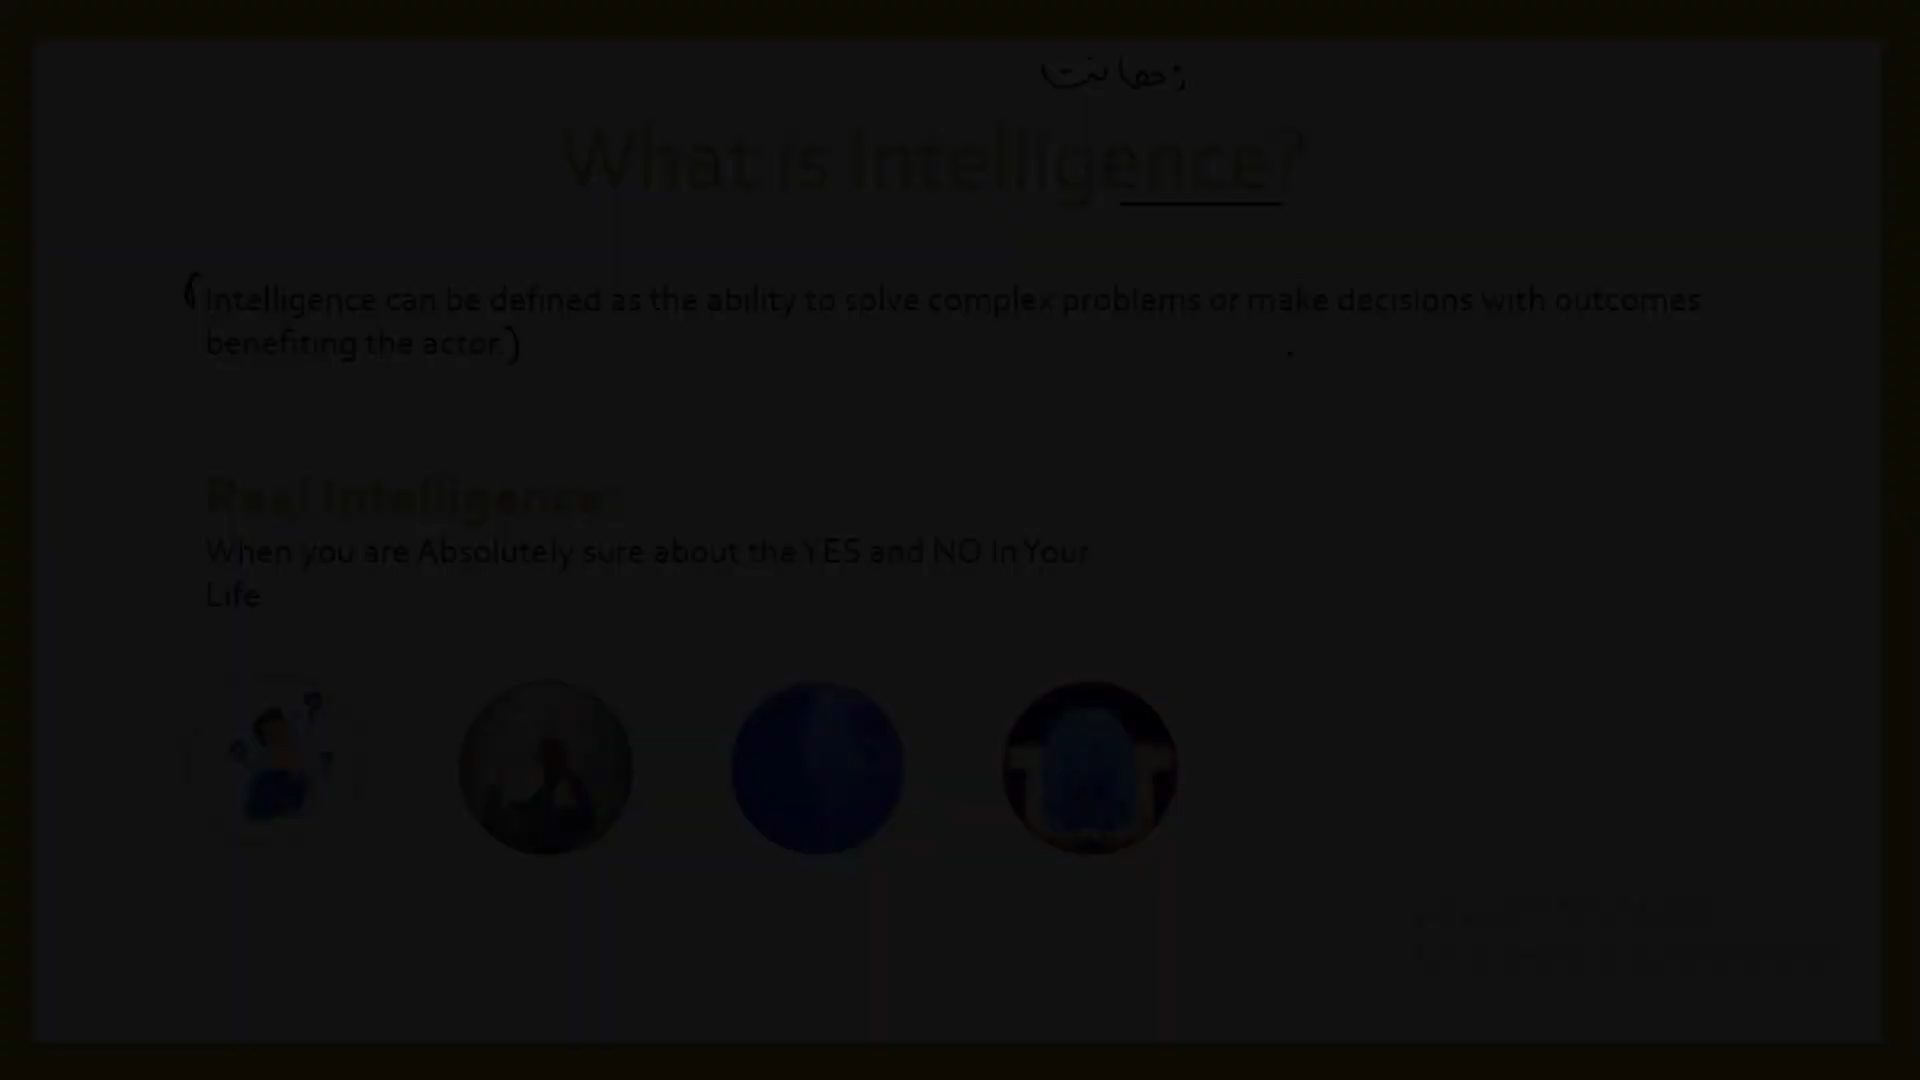 زھانت
What is Intelligence?
(Intelligence can be defined as the ability to solve complex problems or make decisions with outcomes
benefiting the actor.)
Real Intelligence:
When you are Absolutely sure about the YES and NO In Your
Life